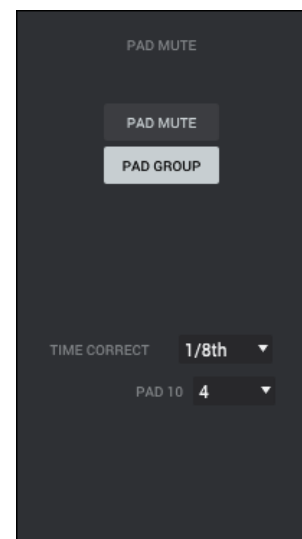 PAD MUTE
PAD MUTE
PAD GROUP
TIME CORRECT 1/8th
PAD 10 4